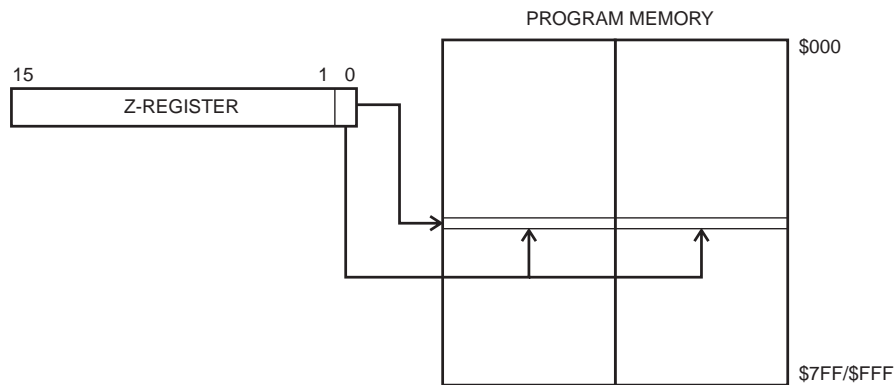 PROGRAM MEMORY
$000
15 1 0
Z-REGISTER
$7FF/$FFF